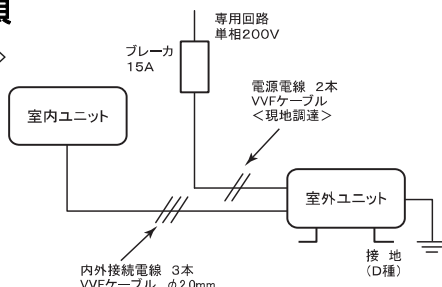 専用回路
単相200V
ブレーカ
15A
電源電線 2本
VVFケーブル
＜現地調達＞
室内ユニット
室外ユニット
接 地
(D種)
内外接続電線 3本
VVFケーブル φ2.0mm